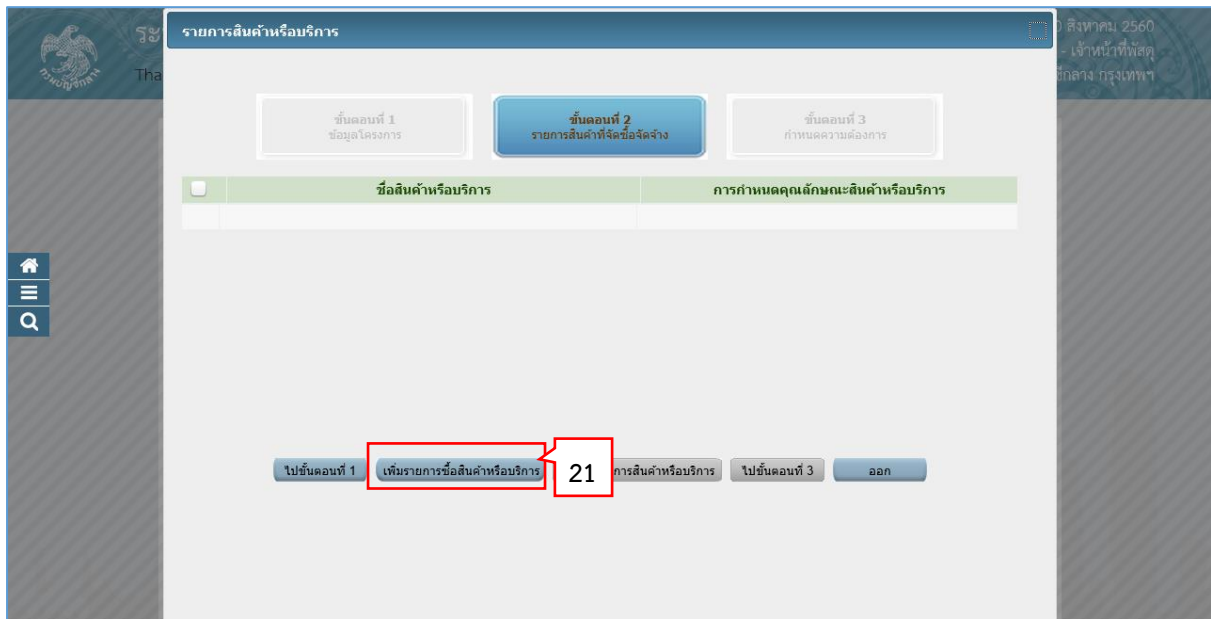 ระ
Tha
รายการสินค้าหรือบริการ
สิงหาคม 2560
- เจ้าหน้าที่พัสดุ
กรุงเทพฯ
กรมบัญชีกลาง
ขั้นตอนที่ 1
ข้อมูลโครงการ
ขั้นตอนที่ 2
รายการสินค้าที่จัดซื้อจัดจ้าง
ขั้นตอนที่ 3
กำหนดความต้องการ
ชื่อสินค้าหรือบริการ การกำหนดคุณลักษณะสินค้าหรือบริการ
ไปขั้นตอนที่ 1 เพิ่มรายการชื่อสินค้าหรือบริการ 21 การสินค้าหรือบริการ ไปขั้นตอนที่ 3 ออก